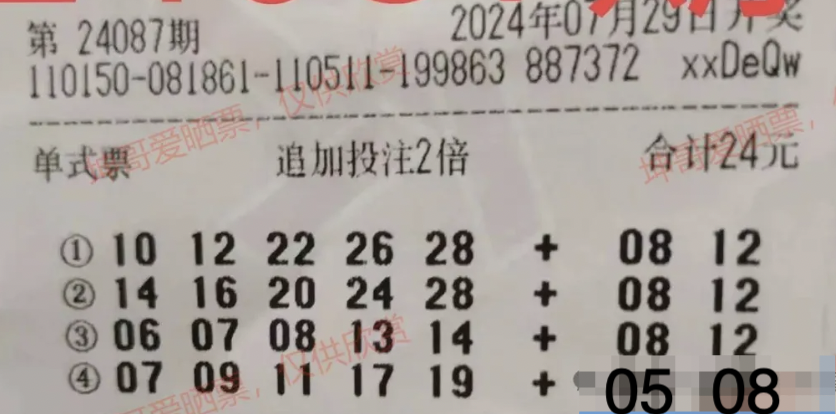 第 24087期
2024年07月29日开奖
110150-081861-110511-199863 887372 xxDeQw
单式票 追加投注2倍 合计24元
① 10 12 22 26 28 + 08 12
② 14 16 20 24 28 + 08 12
③ 06 07 08 13 14 + 08 12
④ 07 09 11 17 19 + 05 08
坤哥爱晒票，仅供欣赏
坤哥爱晒票，
坤哥爱晒票，仅供欣赏